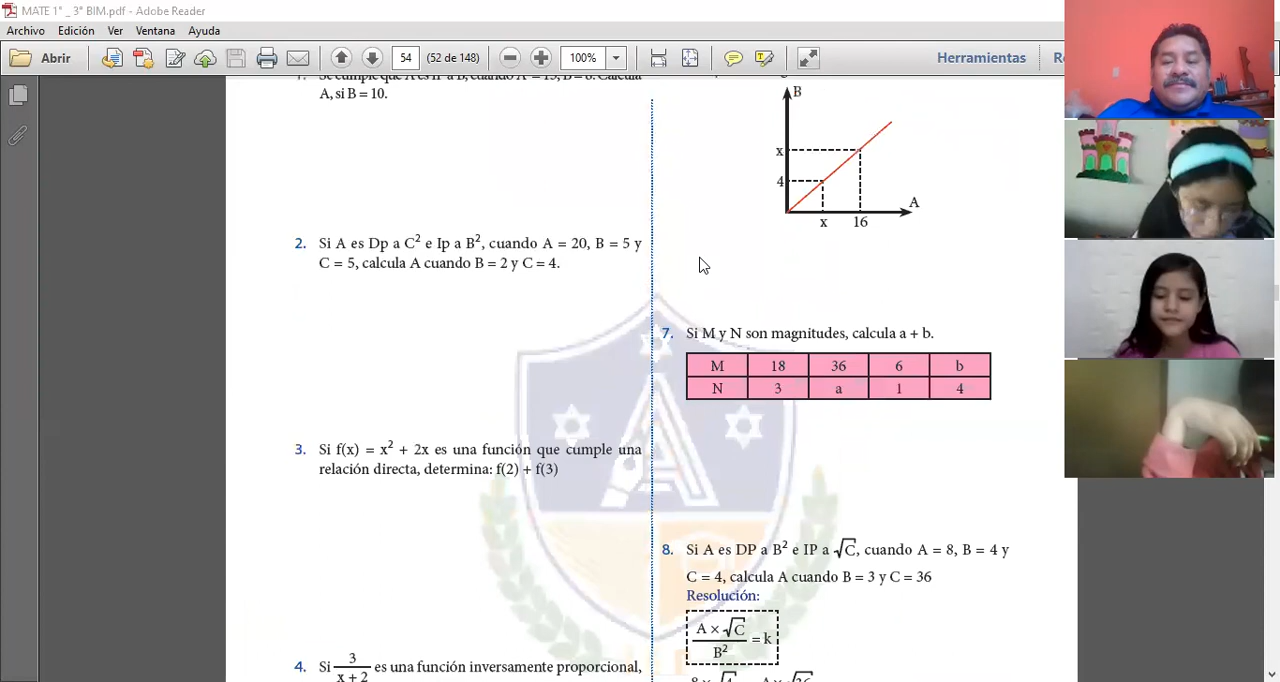 MATE 1° _ 3° BIM.pdf - Adobe Reader
Archivo Edición Ver Ventana Ayuda
Abrir 54 (52 de 148) 100% Herramientas
A, si B = 10.
2. Si A es Dp a C² e Ip a B², cuando A = 20, B = 5 y
C = 5, calcula A cuando B = 2 y C = 4.
3. Si f(x) = x² + 2x es una función que cumple una
relación directa, determina: f(2) + f(3)
4. Si 3/(x + 2) es una función inversamente proporcional,
B
x
4
A
x 16
7. Si M y N son magnitudes, calcula a + b.
M 18 36 6 b
N 3 a 1 4
8. Si A es DP a B² e IP a √C, cuando A = 8, B = 4 y
C = 4, calcula A cuando B = 3 y C = 36
Resolución:
A × √C
B²
= k